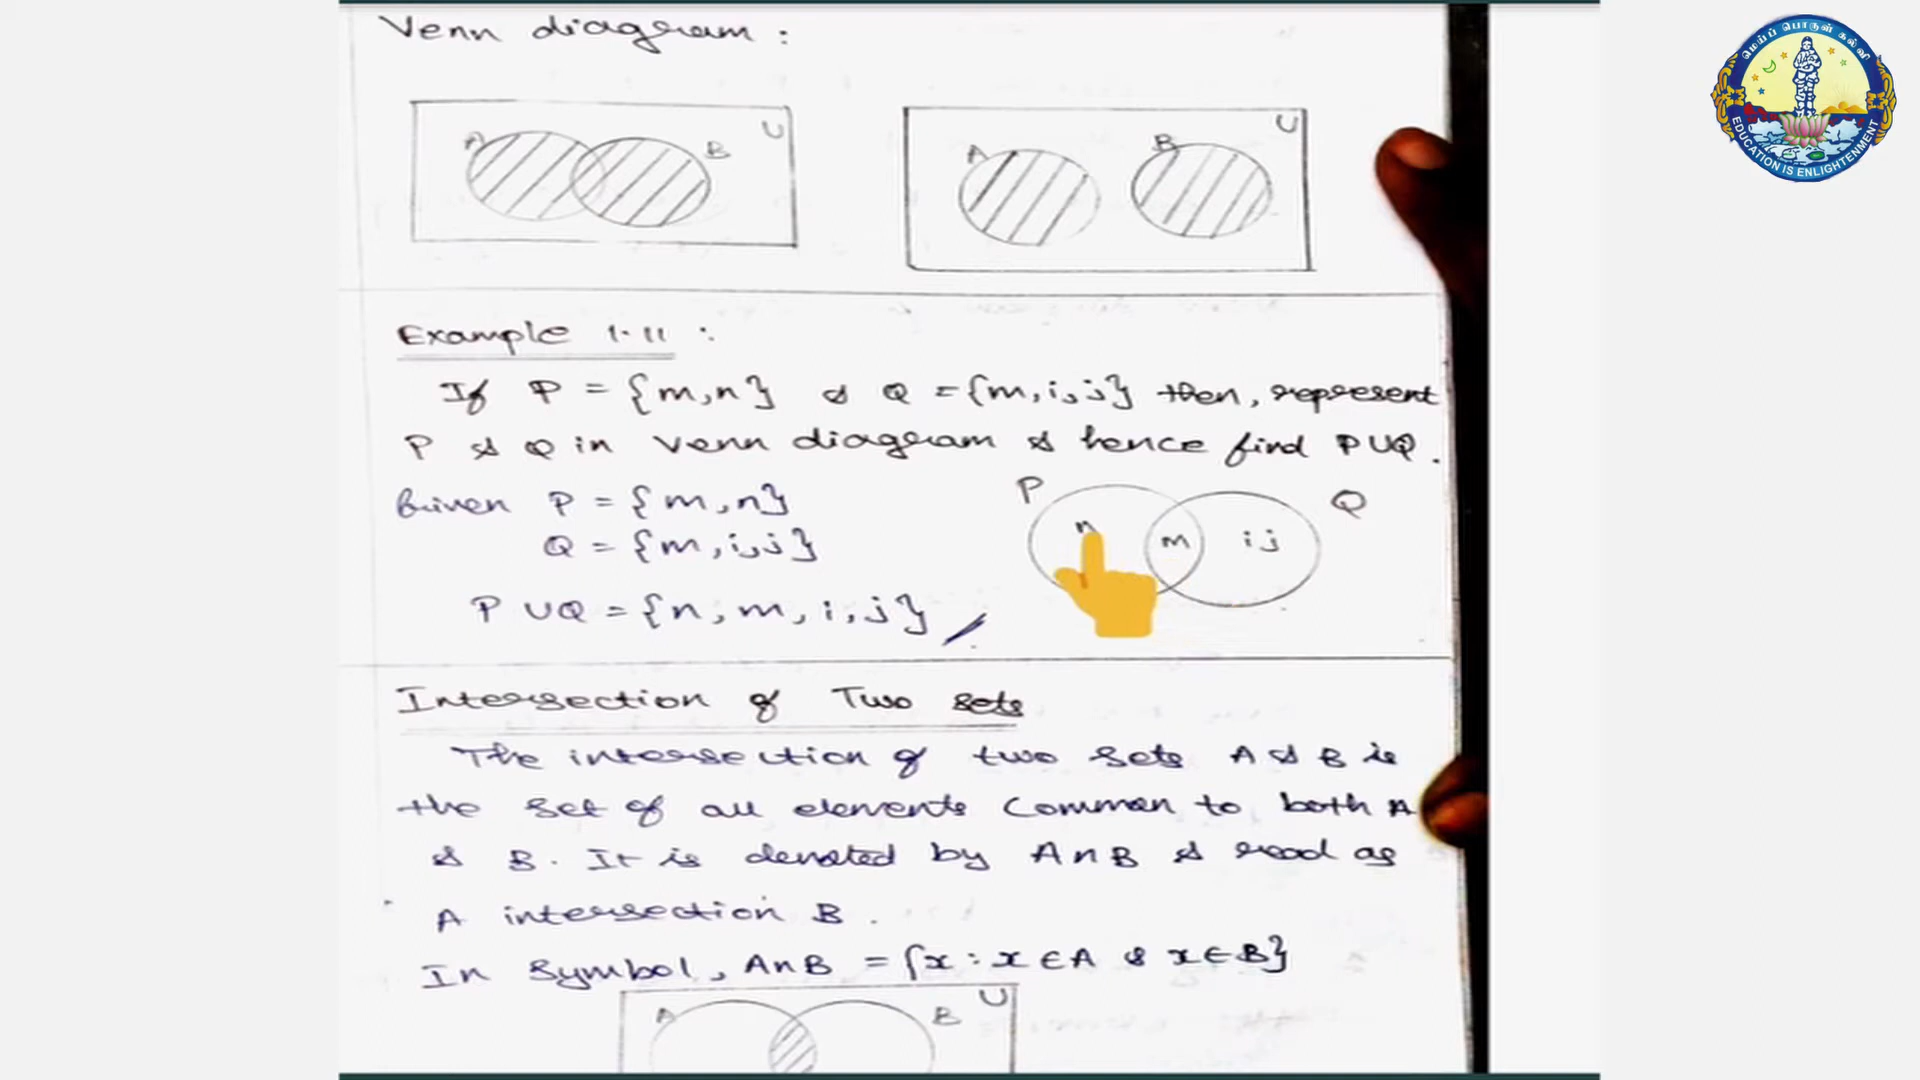 Venn diagram :
A B U
A B U
Example 1.11 :
If P = {m, n} & Q = {m, i, j} then, represent
P & Q in Venn diagram & hence find P∪Q.
Given P = {m, n}
Q = {m, i, j}
P ∪Q = {n, m, i, j}
P Q
n m i j
Intersection of Two sets
The intersection of two sets A & B is
the set of all elements common to both A
& B. It is denoted by A∩B & read as
A intersection B.
In Symbol, A∩B = {x : x ∈ A & x ∈ B}
A B U
மெய்ப் பொருள் கல்வி
EDUCATION IS ENLIGHTENMENT